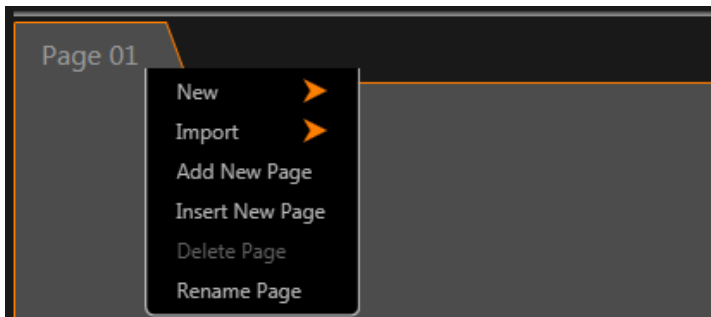 Page 01
New
Import
Add New Page
Insert New Page
Delete Page
Rename Page